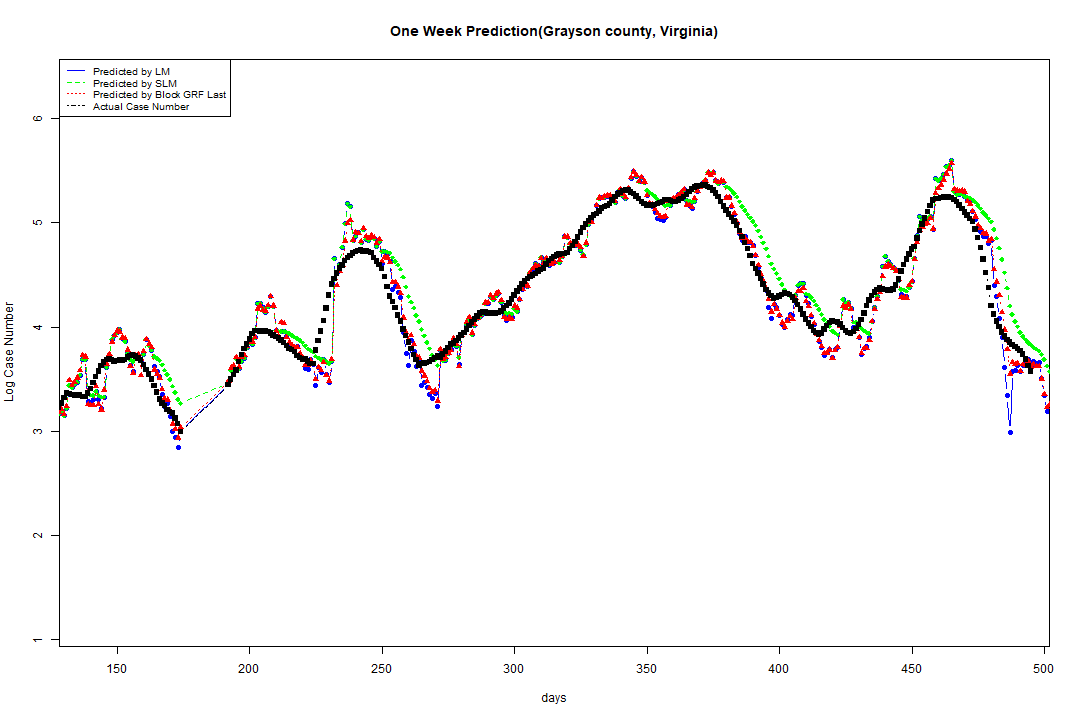 One Week Prediction(Grayson county, Virginia)
Predicted by LM
Predicted by SLM
Predicted by Block GRF Last
Actual Case Number
6
5
4
3
2
1
Log Case Number
150 200 250 300 350 400 450 500
days